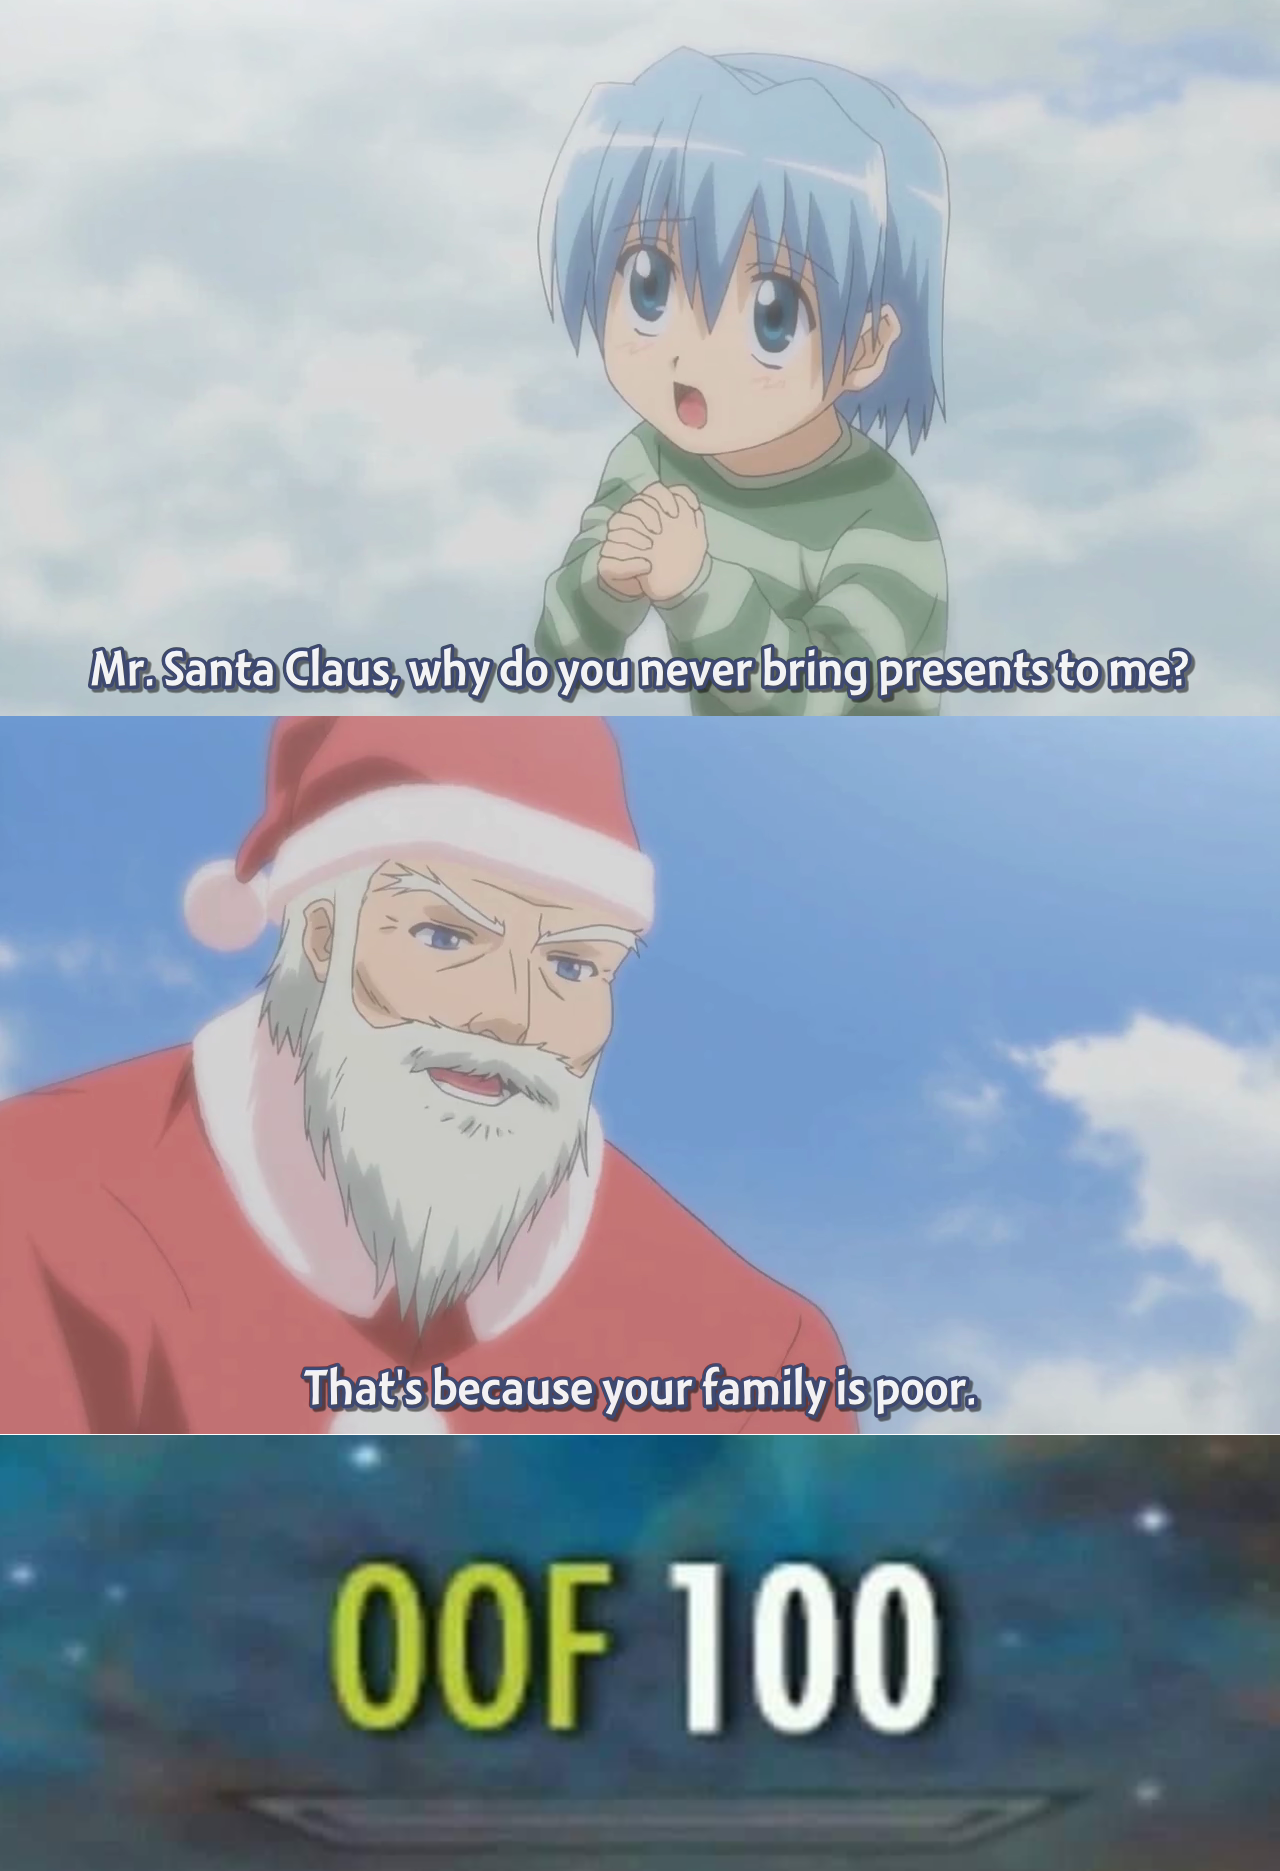 Mr. Santa Claus, why do you never bring presents to me?
That's because your family is poor.
OOF 100